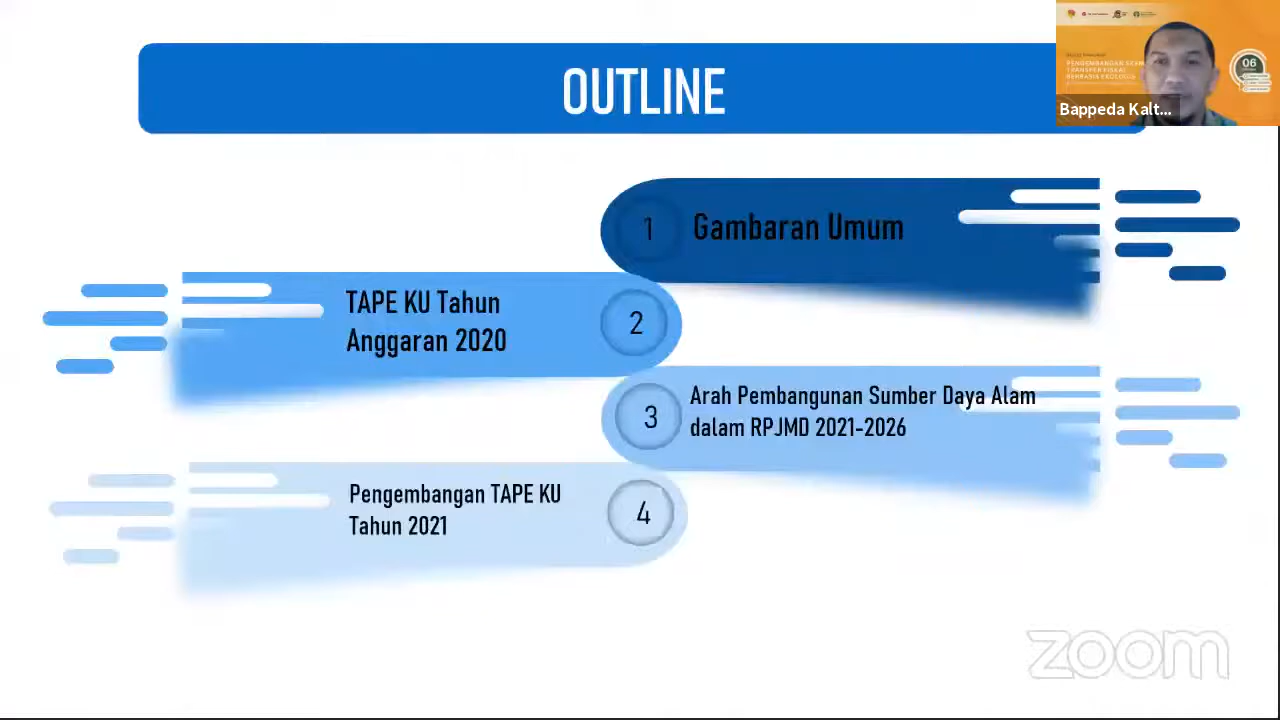 OUTLINE
06
Bappeda Kalt...
1
Gambaran Umum
TAPE KU Tahun
Anggaran 2020
2
3
Arah Pembangunan Sumber Daya Alam
dalam RPJMD 2021-2026
Pengembangan TAPE KU
Tahun 2021
4
zoom